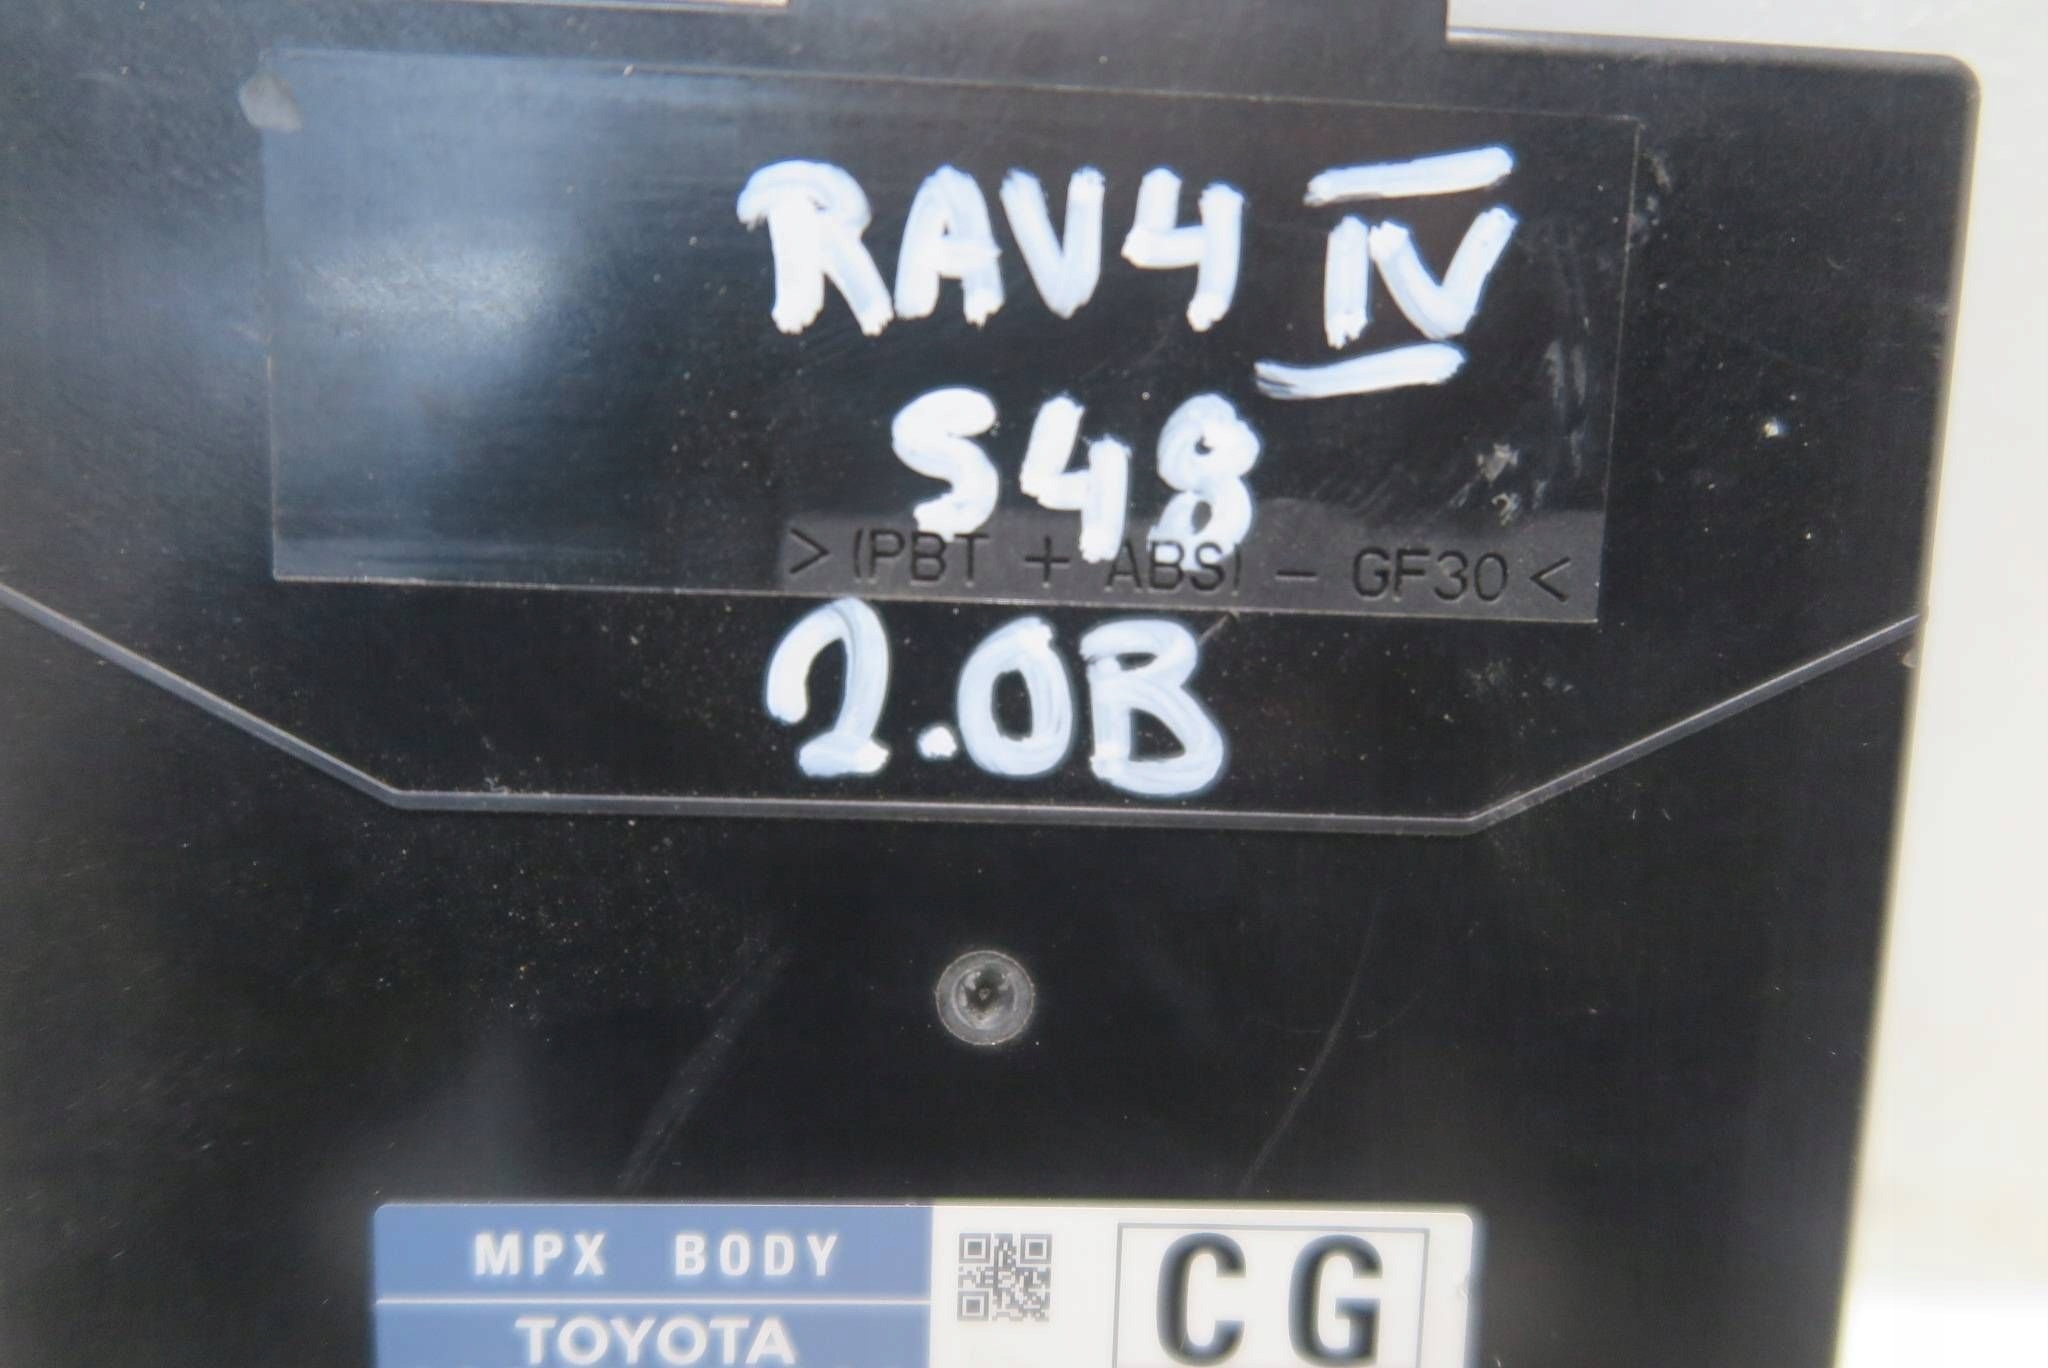 RAV4 IV
S48
>(PBT + ABS) - GF30<
2.0B
MPX BODY
TOYOTA
CG